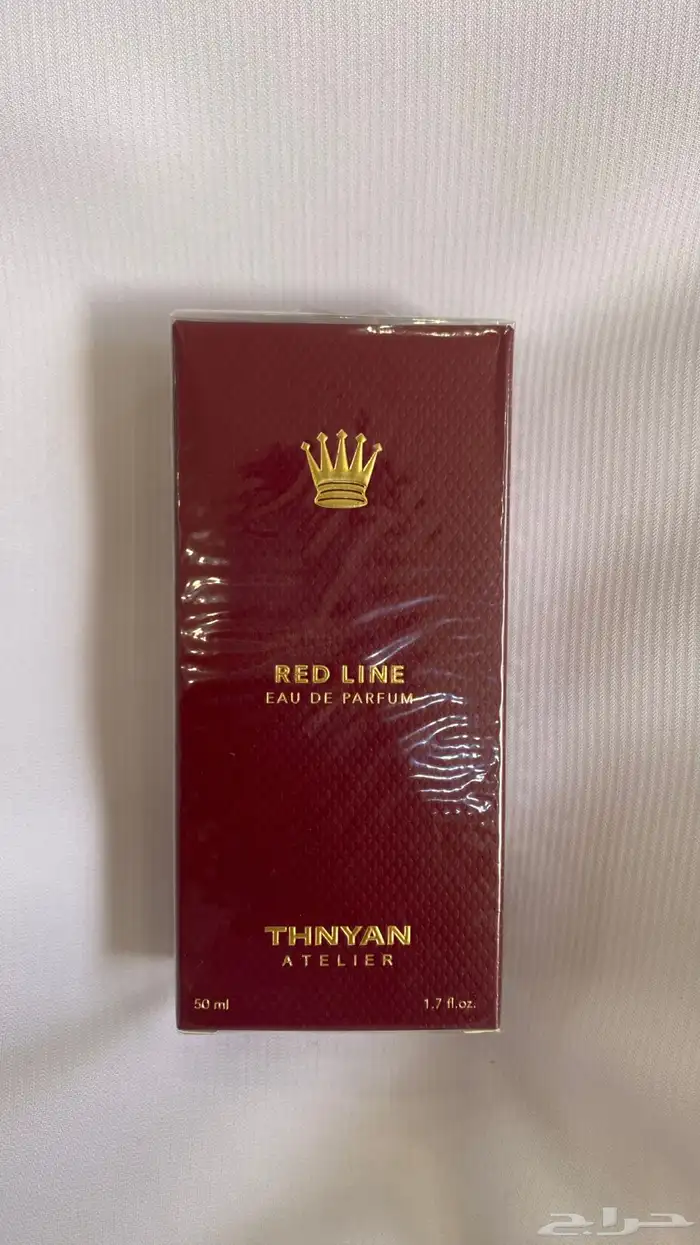 RED LINE
EAU DE PARFUM
THNYAN
ATELIER
50 ml 1.7 fl.oz.
حراج